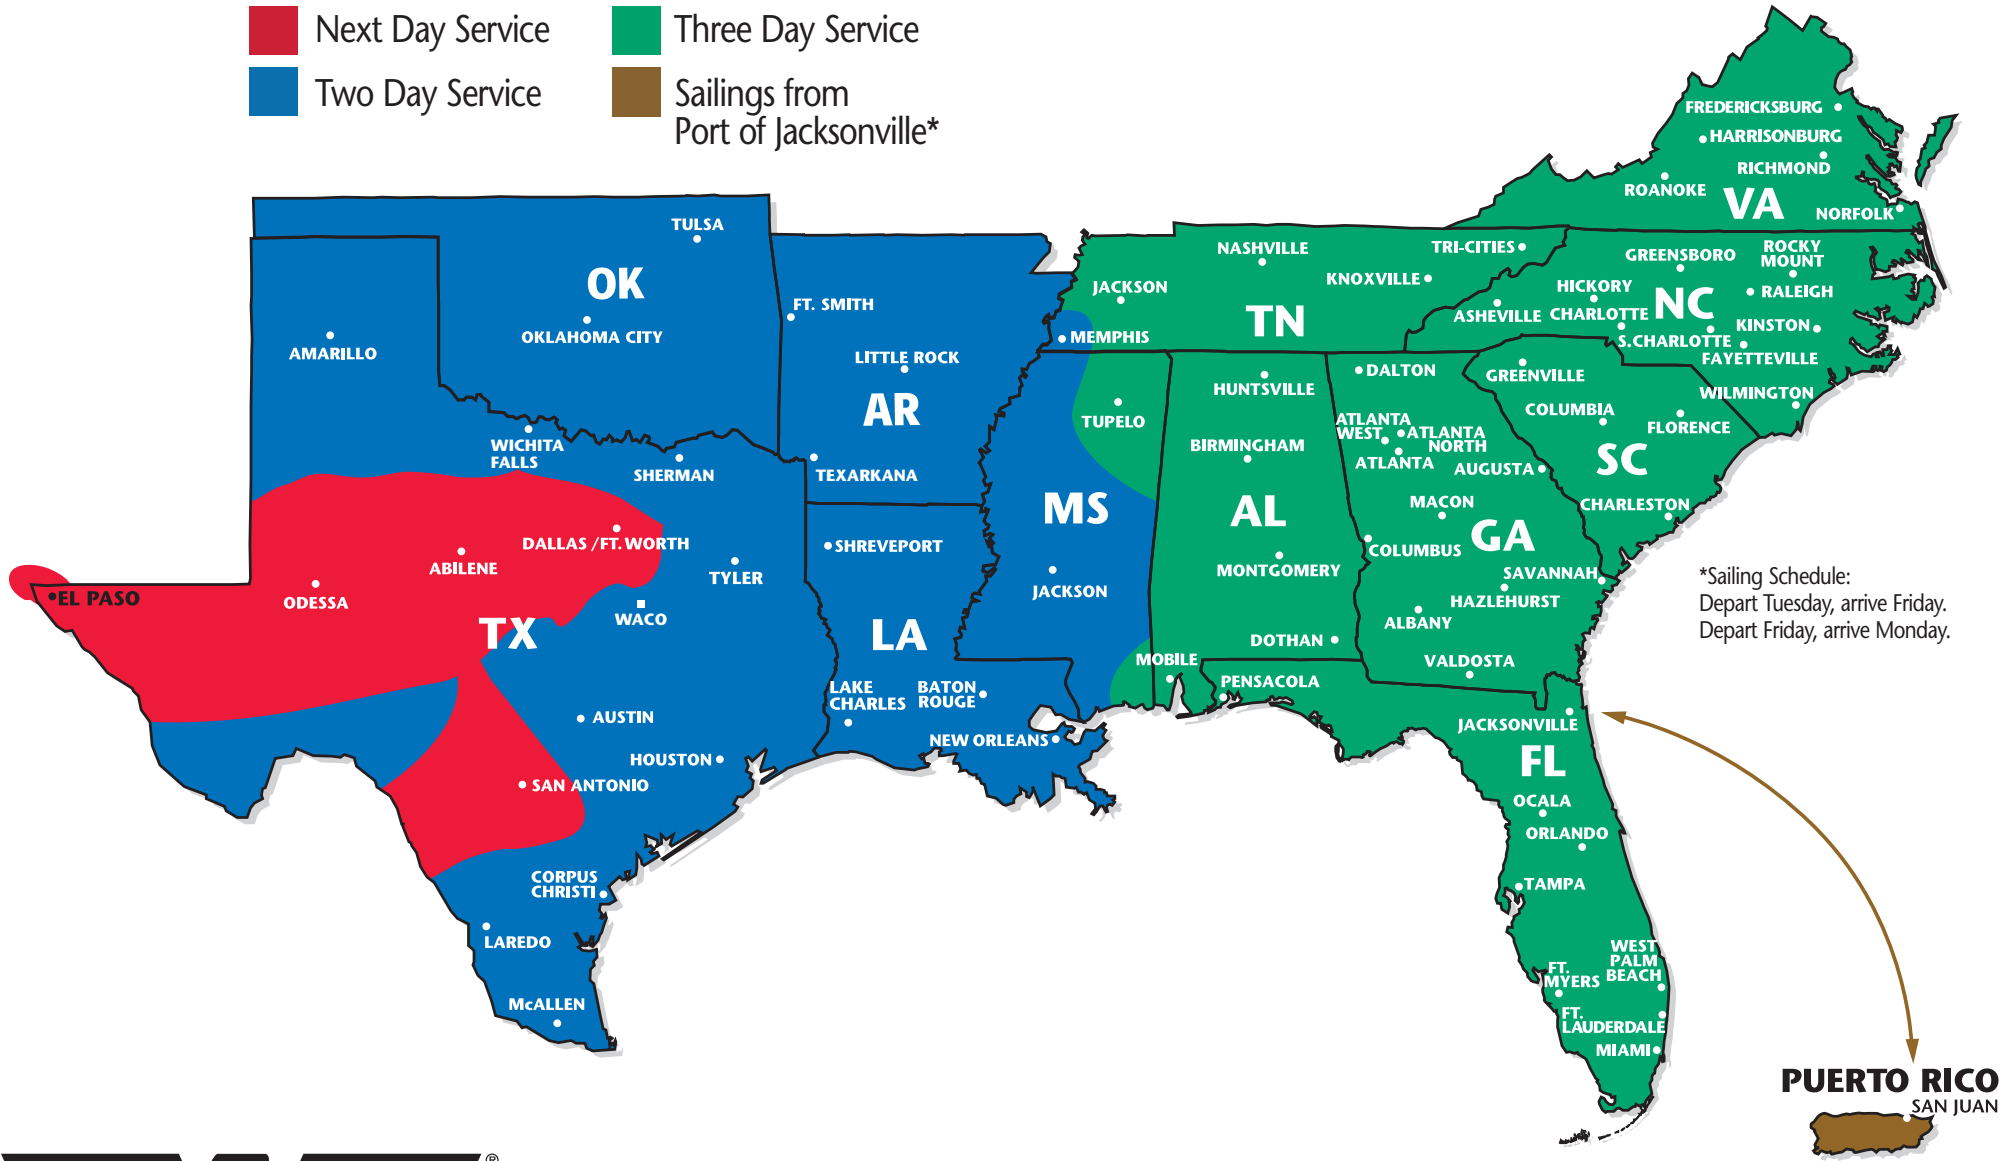 Next Day Service
Two Day Service
Three Day Service
Sailings from
Port of Jacksonville*
FREDERICKSBURG
HARRISONBURG
RICHMOND
ROANOKE
VA
NORFOLK
TULSA
OK
OKLAHOMA CITY
AMARILLO
WICHITA
FALLS
SHERMAN
DALLAS /FT. WORTH
ABILENE
TYLER
ODESSA
EL PASO
WACO
TX
AUSTIN
HOUSTON
SAN ANTONIO
CORPUS
CHRISTI
LAREDO
McALLEN
FT. SMITH
LITTLE ROCK
AR
TEXARKANA
SHREVEPORT
LA
LAKE
CHARLES
BATON
ROUGE
NEW ORLEANS
MS
TUPELO
JACKSON
NASHVILLE
TRI-CITIES
KNOXVILLE
JACKSON
TN
MEMPHIS
GREENSBORO
ROCKY
MOUNT
HICKORY
NC
RALEIGH
ASHEVILLE
CHARLOTTE
KINSTON
S.CHARLOTTE
FAYETTEVILLE
WILMINGTON
GREENVILLE
COLUMBIA
FLORENCE
SC
CHARLESTON
HUNTSVILLE
BIRMINGHAM
AL
MONTGOMERY
DOTHAN
MOBILE
DALTON
ATLANTA
WEST
ATLANTA
NORTH
ATLANTA
AUGUSTA
MACON
GA
COLUMBUS
SAVANNAH
HAZLEHURST
ALBANY
VALDOSTA
PENSACOLA
JACKSONVILLE
FL
OCALA
ORLANDO
TAMPA
WEST
PALM
BEACH
FT.
MYERS
FT.
LAUDERDALE
MIAMI
*Sailing Schedule:
Depart Tuesday, arrive Friday.
Depart Friday, arrive Monday.
PUERTO RICO
SAN JUAN
®